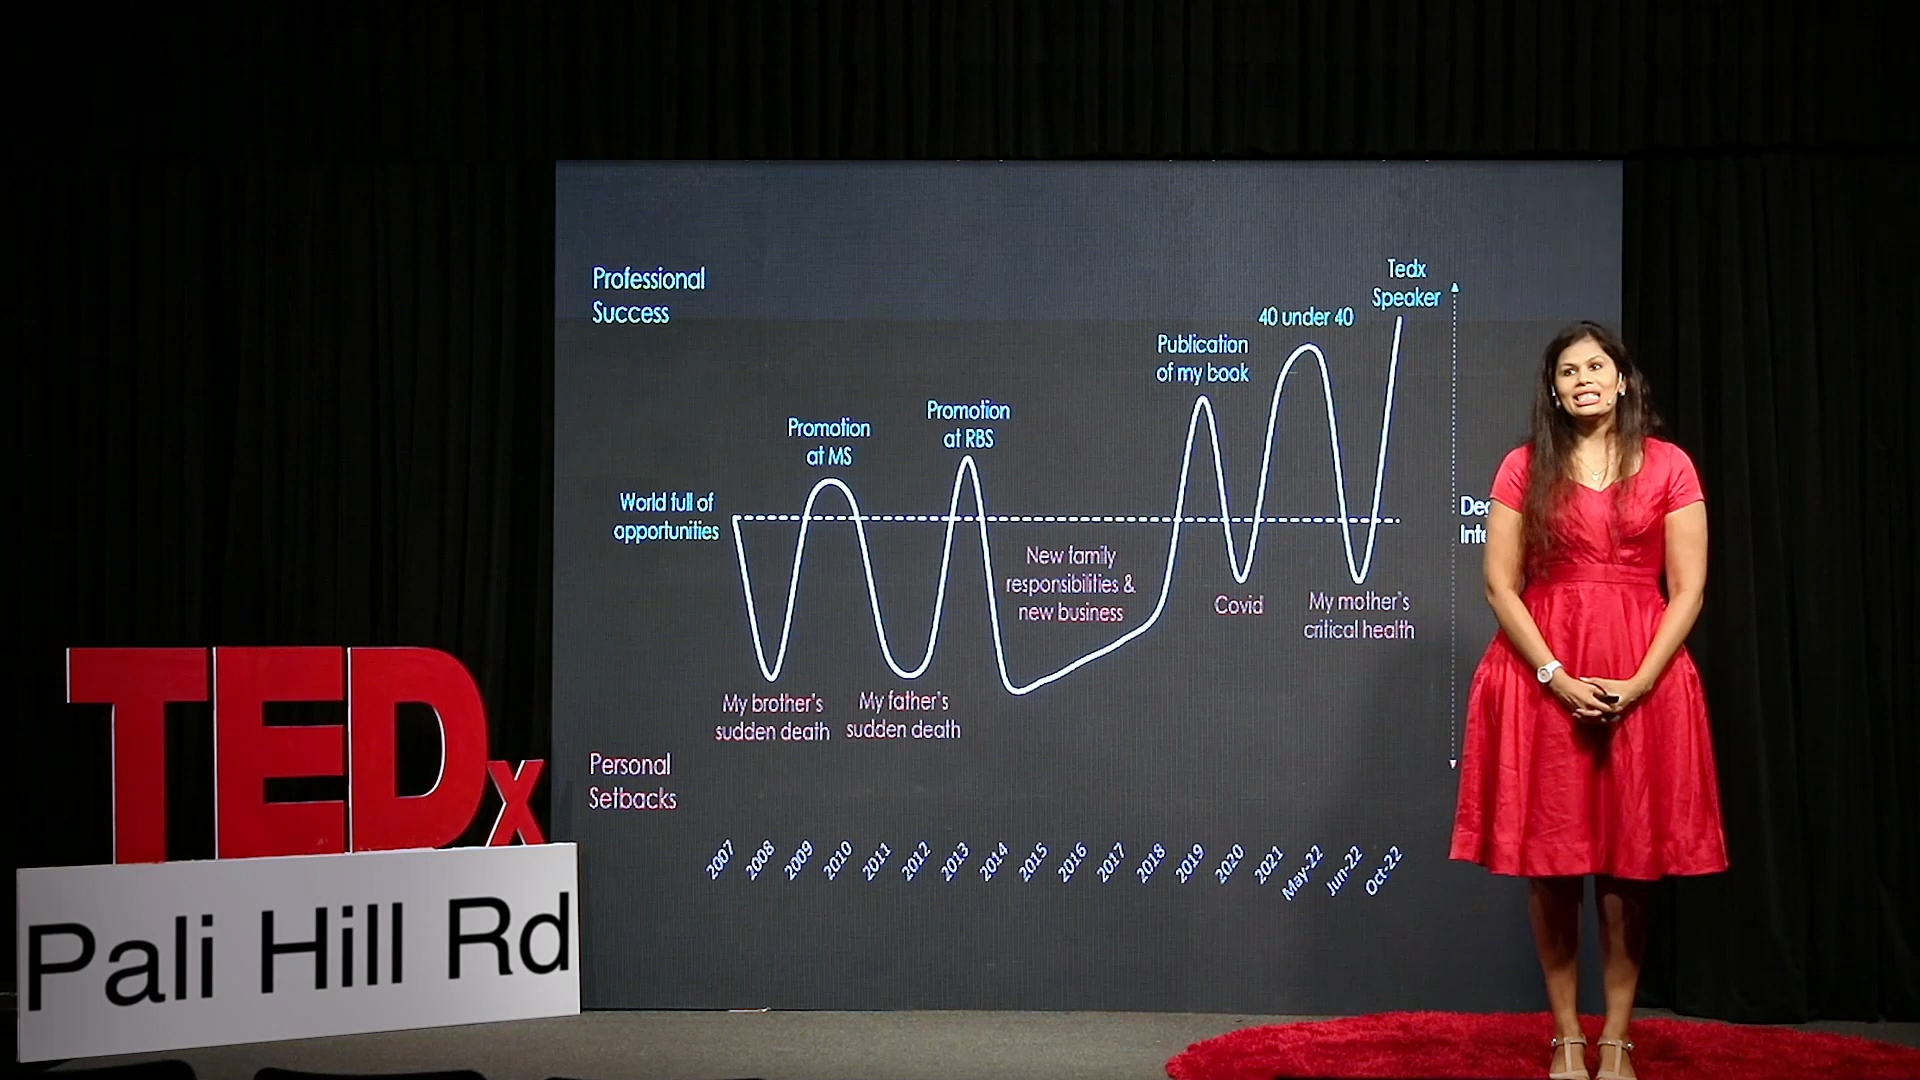 Professional
Success
Tedx
Speaker
40 under 40
Publication
of my book
Promotion
at RBS
Promotion
at MS
World full of
opportunities
New family
responsibilities &
new business
Covid
My mother's
critical health
My brother's
sudden death
My father's
sudden death
Personal
Setbacks
2007 2008 2009 2010 2011 2012 2013 2014 2015 2016 2017 2018 2019 2020 2021 May-22 Jun-22 Oct-22
TEDx
Pali Hill Rd